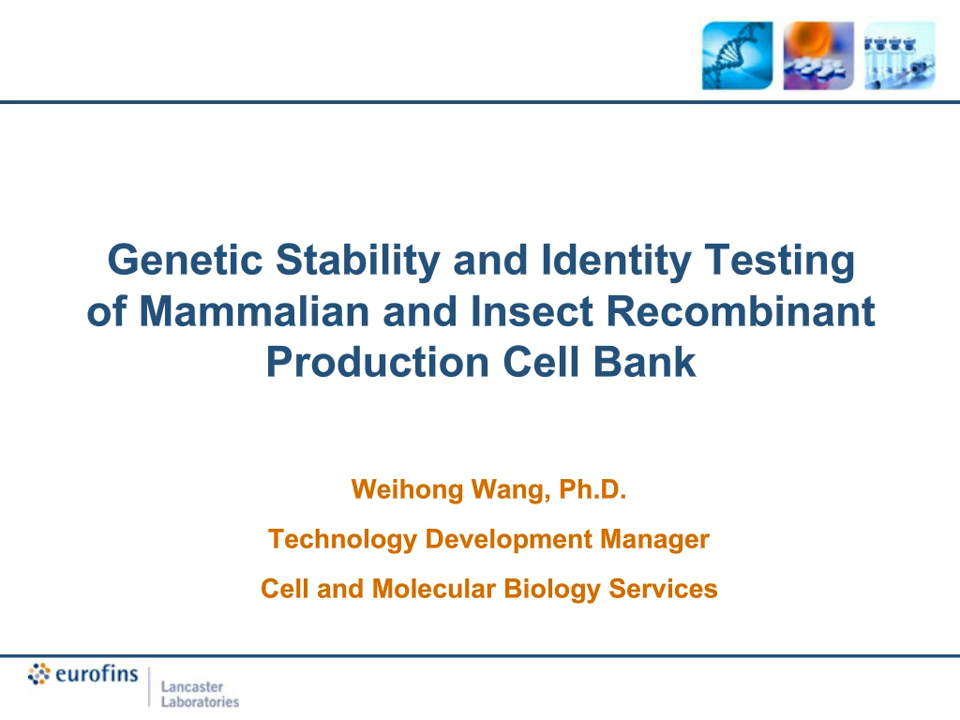 Genetic Stability and Identity Testing
of Mammalian and Insect Recombinant
Production Cell Bank
Weihong Wang, Ph.D.
Technology Development Manager
Cell and Molecular Biology Services
eurofins
Lancaster
Laboratories